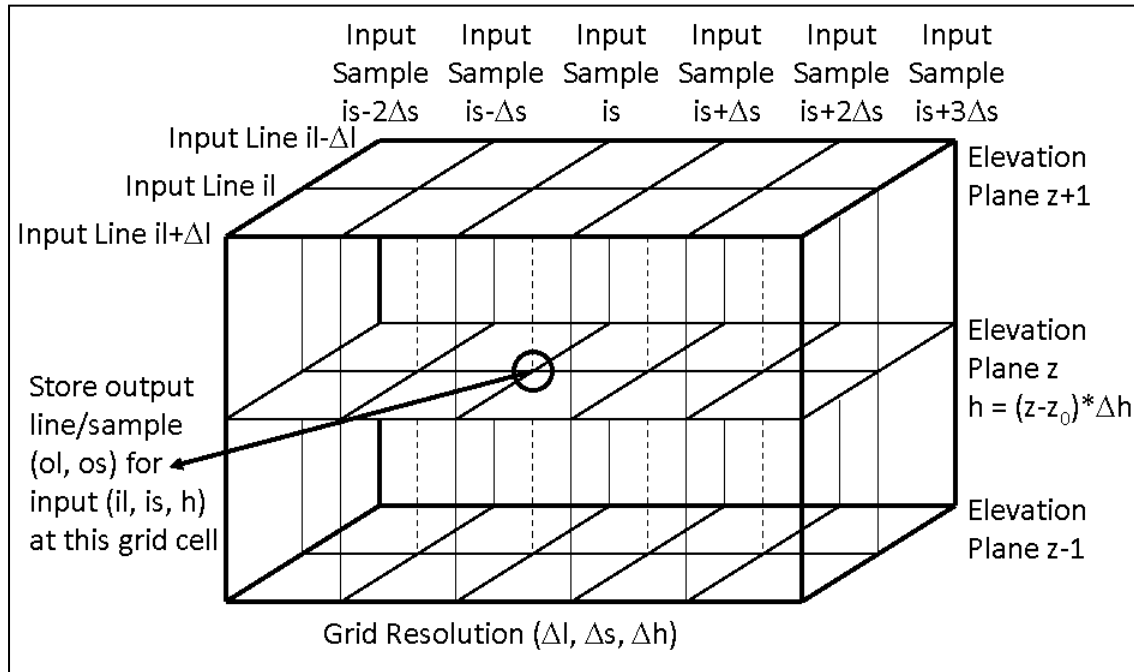 Input
Sample
is-2Δs
Input
Sample
is-Δs
Input
Sample
is
Input
Sample
is+Δs
Input
Sample
is+2Δs
Input
Sample
is+3Δs
Input Line il-Δl
Input Line il
Input Line il+Δl
Elevation
Plane z+1
Elevation
Plane z
h = (z-z₀)*Δh
Store output
line/sample
(ol, os) for
input (il, is, h)
at this grid cell
Elevation
Plane z-1
Grid Resolution (Δl, Δs, Δh)